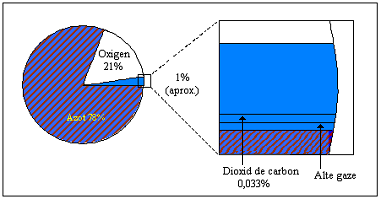 Oxigen
21%
Azot 78%
1%
(aprox.)
Dioxid de carbon
0,033%
Alte gaze